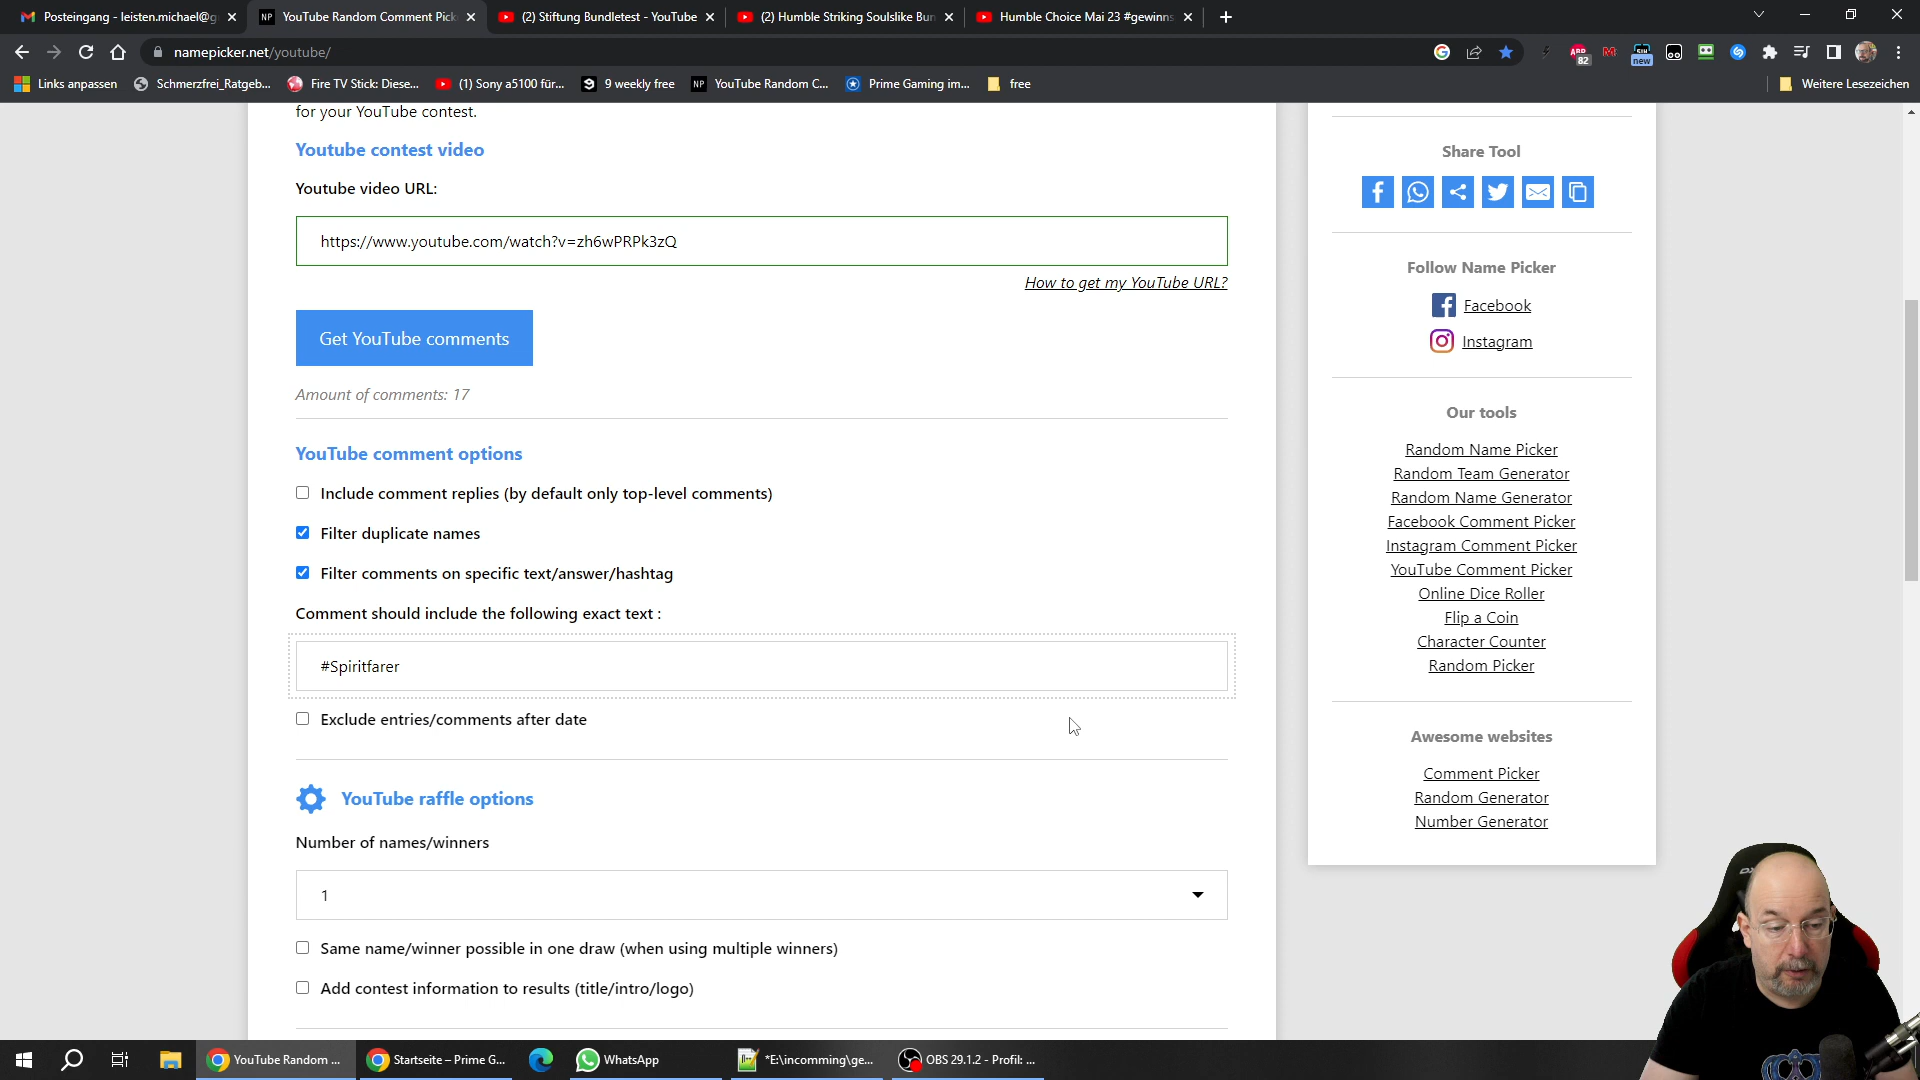 Posteingang - leisten.michael@g
YouTube Random Comment Pick
(2) Stiftung Bundletest - YouTube
(2) Humble Striking Soulslike Bun
Humble Choice Mai 23 #gewinns
namepicker.net/youtube/
82
new
Links anpassen
Schmerzfrei_Ratgeb...
Fire TV Stick: Diese...
(1) Sony a5100 für...
9 weekly free
YouTube Random C...
Prime Gaming im...
free
Weitere Lesezeichen
for your YouTube contest.
Youtube contest video
Youtube video URL:
https://www.youtube.com/watch?v=zh6wPRPk3zQ
How to get my YouTube URL?
Get YouTube comments
Amount of comments: 17
YouTube comment options
Include comment replies (by default only top-level comments)
Filter duplicate names
Filter comments on specific text/answer/hashtag
Comment should include the following exact text :
#Spiritfarer
Exclude entries/comments after date
YouTube raffle options
Number of names/winners
1
Same name/winner possible in one draw (when using multiple winners)
Add contest information to results (title/intro/logo)
Share Tool
Follow Name Picker
Facebook
Instagram
Our tools
Random Name Picker
Random Team Generator
Random Name Generator
Facebook Comment Picker
Instagram Comment Picker
YouTube Comment Picker
Online Dice Roller
Flip a Coin
Character Counter
Random Picker
Awesome websites
Comment Picker
Random Generator
Number Generator
YouTube Random ...
Startseite – Prime G...
WhatsApp
*E:\incomming\ge...
OBS 29.1.2 - Profil: ...